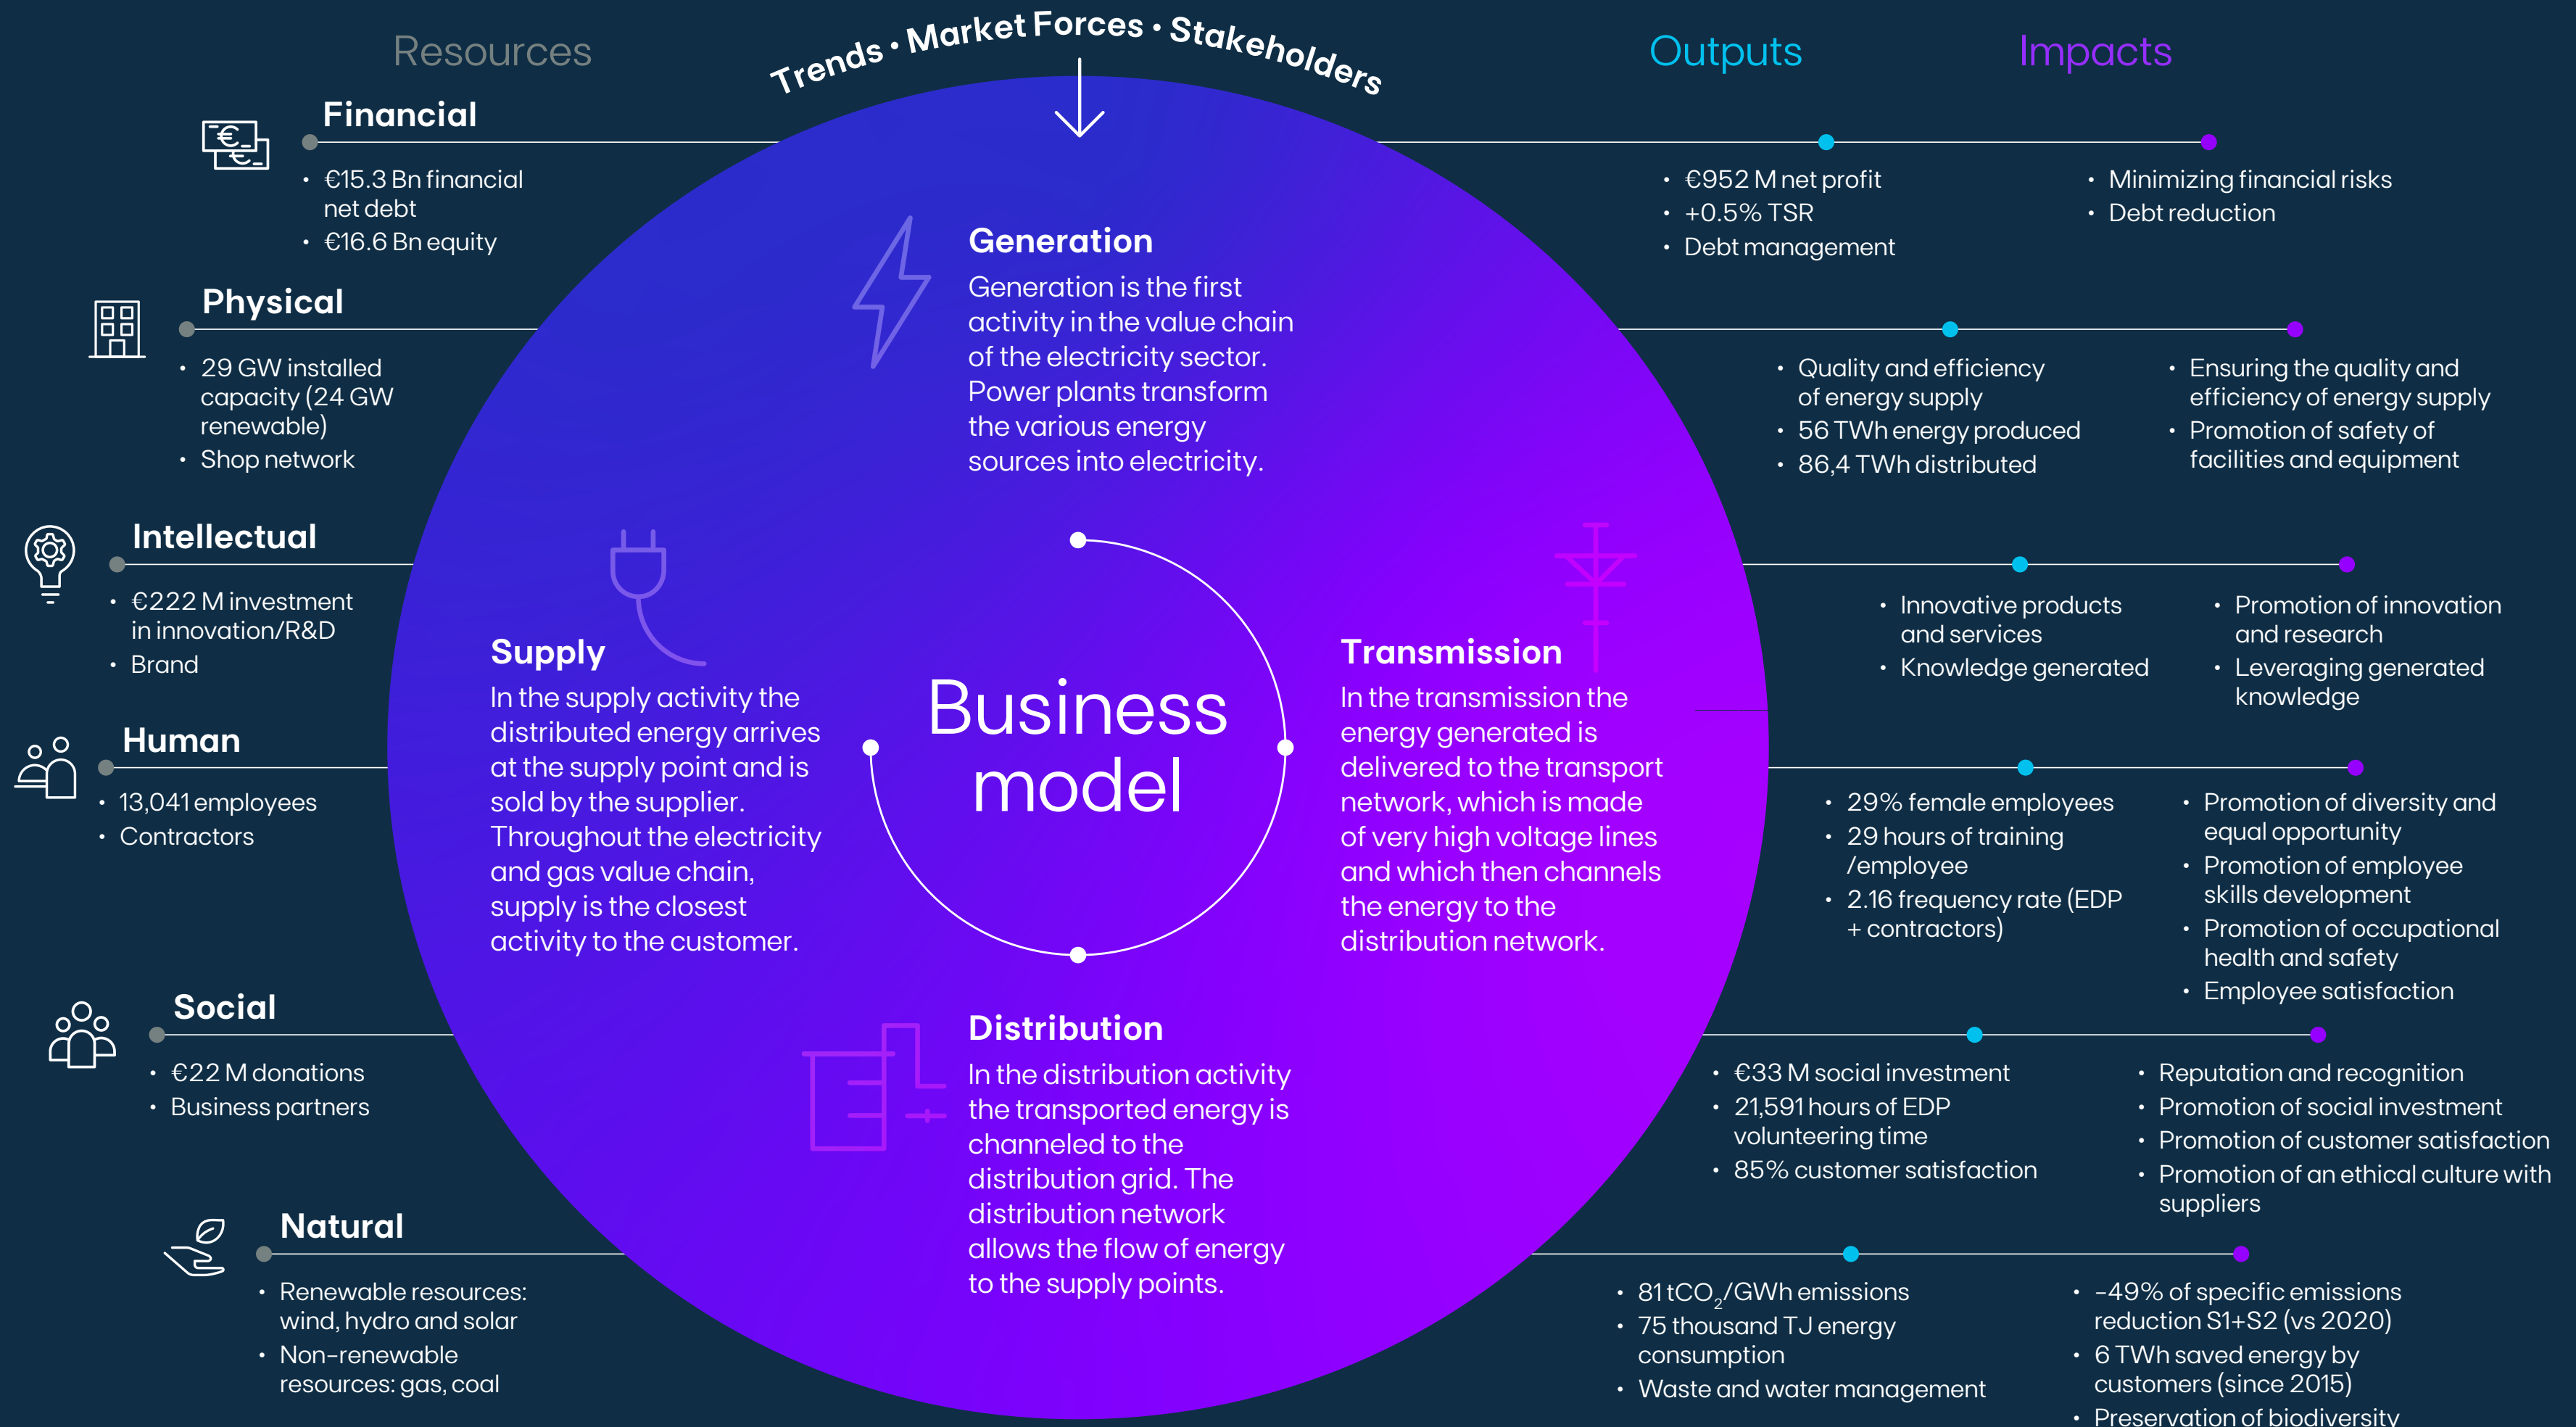 Trends • Market Forces • Stakeholders
Resources
Outputs
Impacts
Financial
• €15.3 Bn financial
net debt
• €16.6 Bn equity
Physical
• 29 GW installed
capacity (24 GW
renewable)
• Shop network
Intellectual
• €222 M investment
in innovation/R&D
• Brand
Human
• 13,041 employees
• Contractors
Social
• €22 M donations
• Business partners
Natural
• Renewable resources:
wind, hydro and solar
• Non-renewable
resources: gas, coal
Generation
Generation is the first
activity in the value chain
of the electricity sector.
Power plants transform
the various energy
sources into electricity.
Supply
In the supply activity the
distributed energy arrives
at the supply point and is
sold by the supplier.
Throughout the electricity
and gas value chain,
supply is the closest
activity to the customer.
Business
model
Transmission
In the transmission the
energy generated is
delivered to the transport
network, which is made
of very high voltage lines
and which then channels
the energy to the
distribution network.
Distribution
In the distribution activity
the transported energy is
channeled to the
distribution grid. The
distribution network
allows the flow of energy
to the supply points.
• €952 M net profit
• +0.5% TSR
• Debt management
• Minimizing financial risks
• Debt reduction
• Quality and efficiency
of energy supply
• 56 TWh energy produced
• 86,4 TWh distributed
• Ensuring the quality and
efficiency of energy supply
• Promotion of safety of
facilities and equipment
• Innovative products
and services
• Knowledge generated
• Promotion of innovation
and research
• Leveraging generated
knowledge
• 29% female employees
• 29 hours of training
/employee
• 2.16 frequency rate (EDP
+ contractors)
• Promotion of diversity and
equal opportunity
• Promotion of employee
skills development
• Promotion of occupational
health and safety
• Employee satisfaction
• €33 M social investment
• 21,591 hours of EDP
volunteering time
• 85% customer satisfaction
• Reputation and recognition
• Promotion of social investment
• Promotion of customer satisfaction
• Promotion of an ethical culture with
suppliers
• 81 tCO₂/GWh emissions
• 75 thousand TJ energy
consumption
• Waste and water management
• -49% of specific emissions
reduction S1+S2 (vs 2020)
• 6 TWh saved energy by
customers (since 2015)
• Preservation of biodiversity